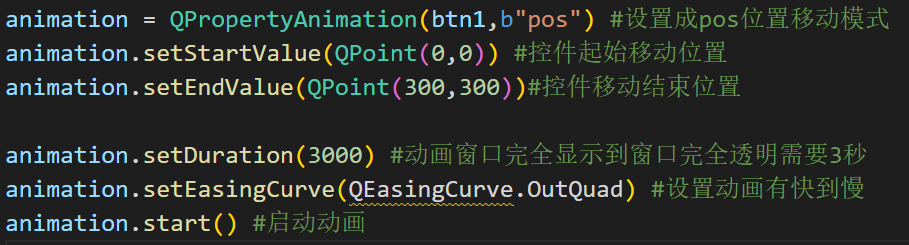 animation = QPropertyAnimation(btn1,b"pos") #设置成pos位置移动模式
animation.setStartValue(QPoint(0,0)) #控件起始移动位置
animation.setEndValue(QPoint(300,300))#控件移动结束位置
animation.setDuration(3000) #动画窗口完全显示到窗口完全透明需要3秒
animation.setEasingCurve(QEasingCurve.OutQuad) #设置动画有快到慢
animation.start() #启动动画